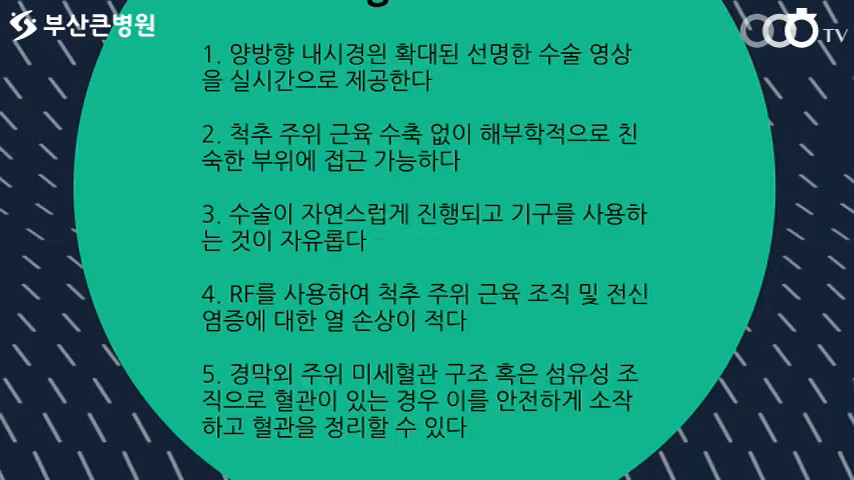 부산큰병원
TV
1. 양방향 내시경읜 확대된 선명한 수술 영상
을 실시간으로 제공한다
2. 척추 주위 근육 수축 없이 해부학적으로 친
숙한 부위에 접근 가능하다
3. 수술이 자연스럽게 진행되고 기구를 사용하
는 것이 자유롭다
4. RF를 사용하여 척추 주위 근육 조직 및 전신
염증에 대한 열 손상이 적다
5. 경막외 주위 미세혈관 구조 혹은 섬유성 조
직으로 혈관이 있는 경우 이를 안전하게 소작
하고 혈관을 정리할 수 있다